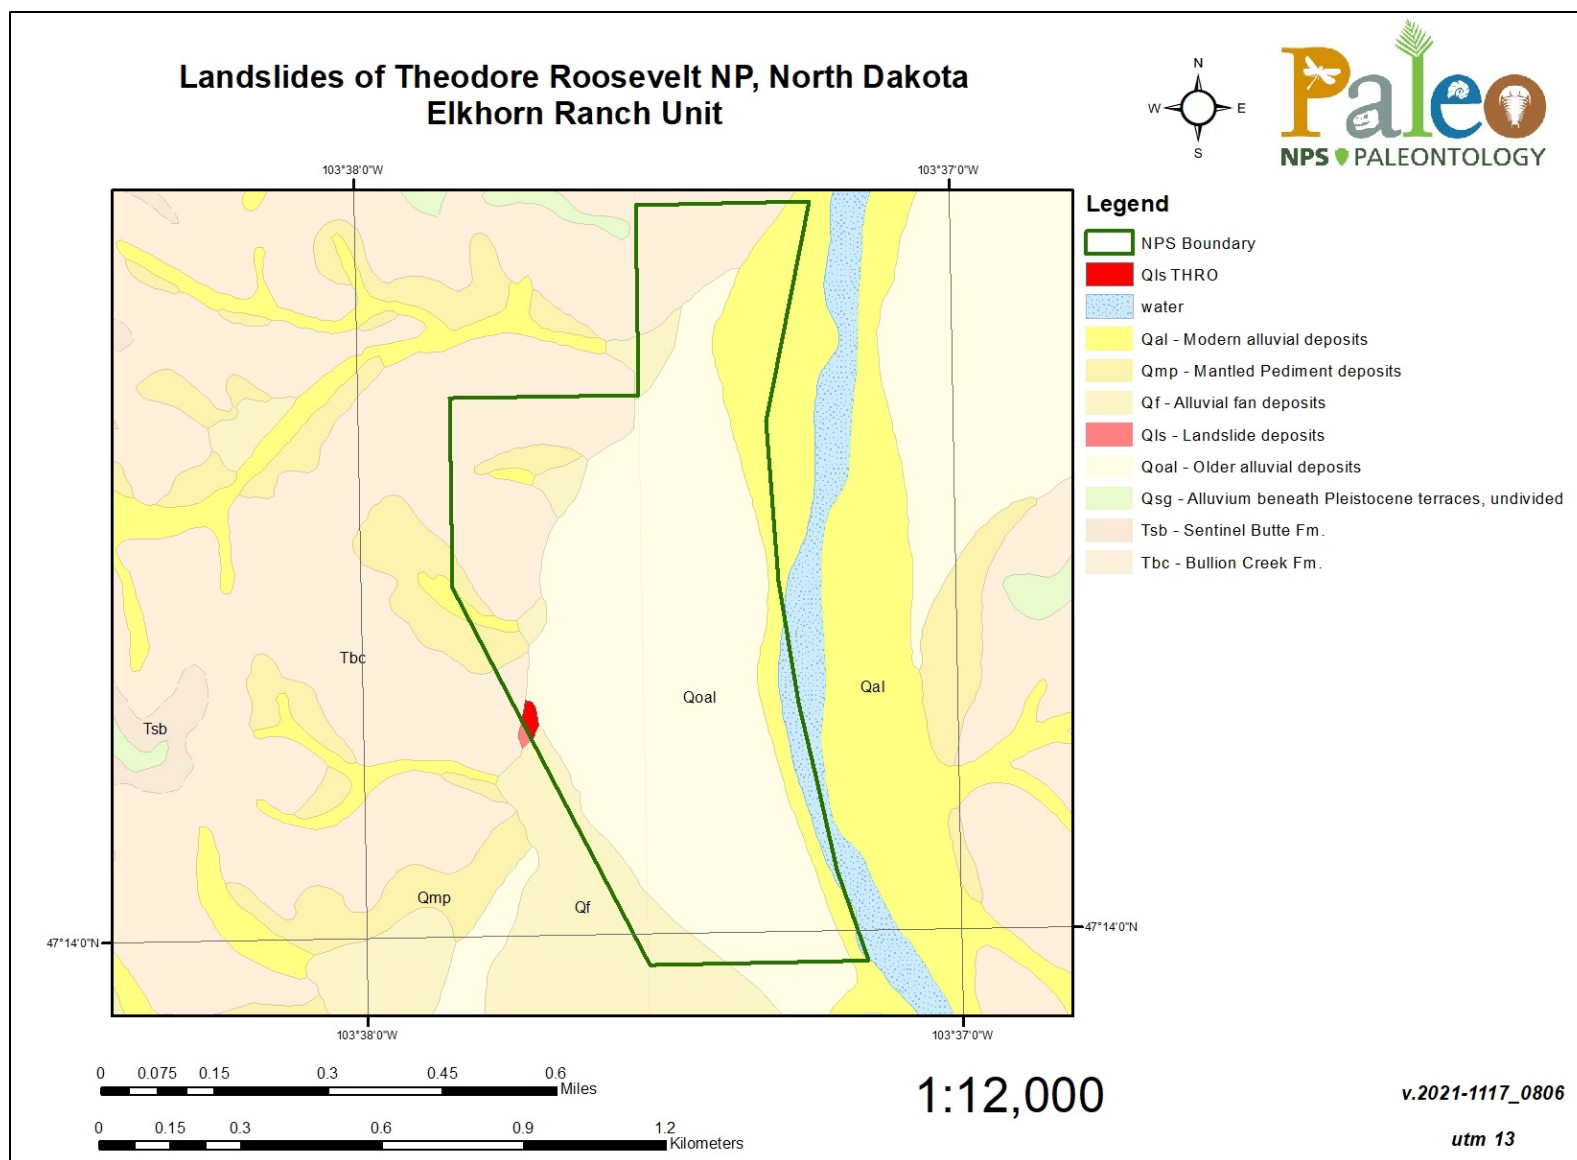 Landslides of Theodore Roosevelt NP, North Dakota
Elkhorn Ranch Unit
N
W E
S
Paleo
NPS PALEONTOLOGY
103°38'0"W 103°37'0"W
Legend
NPS Boundary
Qls THRO
water
Qal - Modern alluvial deposits
Qmp - Mantled Pediment deposits
Qf - Alluvial fan deposits
Qls - Landslide deposits
Qoal - Older alluvial deposits
Qsg - Alluvium beneath Pleistocene terraces, undivided
Tsb - Sentinel Butte Fm.
Tbc - Bullion Creek Fm.
Tbc
Qoal
Qal
Tsb
Qmp
Qf
47°14'0"N 47°14'0"N
103°38'0"W 103°37'0"W
0 0.075 0.15 0.3 0.45 0.6
Miles
0 0.15 0.3 0.6 0.9 1.2
Kilometers
1:12,000
v.2021-1117_0806
utm 13